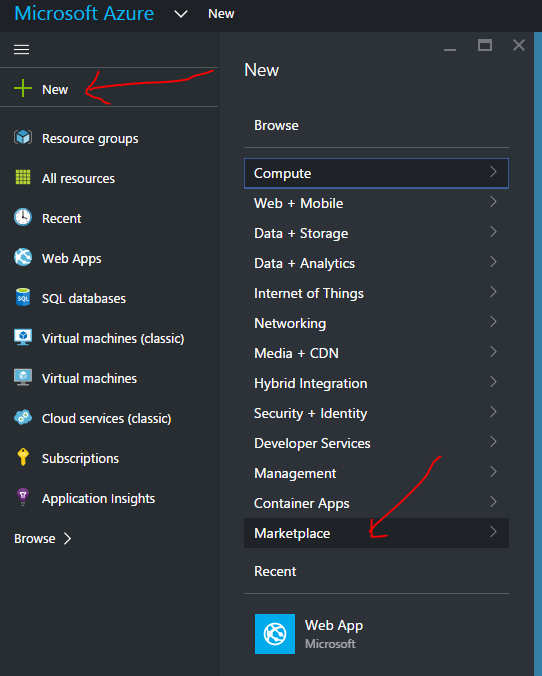 Microsoft Azure New
New
Resource groups
All resources
Recent
Web Apps
SQL databases
Virtual machines (classic)
Virtual machines
Cloud services (classic)
Subscriptions
Application Insights
Browse
New
Browse
Compute
Web + Mobile
Data + Storage
Data + Analytics
Internet of Things
Networking
Media + CDN
Hybrid Integration
Security + Identity
Developer Services
Management
Container Apps
Marketplace
Recent
Web App
Microsoft